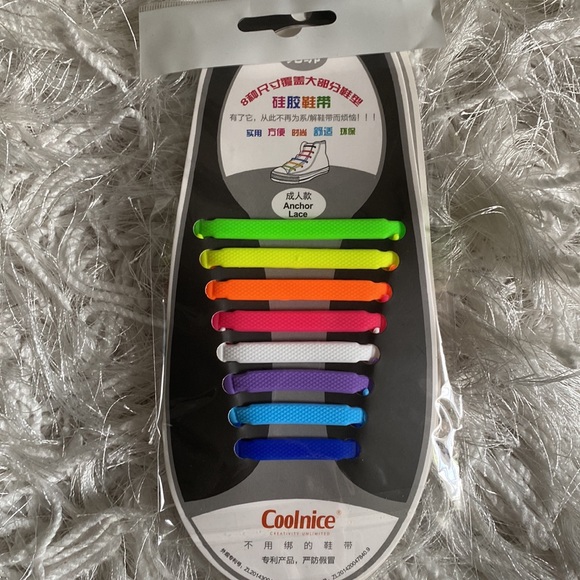 8种尺寸覆盖大部分鞋型
硅胶鞋带
有了它，从此不再为系/解鞋带而烦恼！！！
实用 方便 时尚 舒适 环保
成人款
Anchor
Lace
Coolnice®
CREATIVITY UNLIMITED
不用绑的鞋带
专利产品，严防假冒